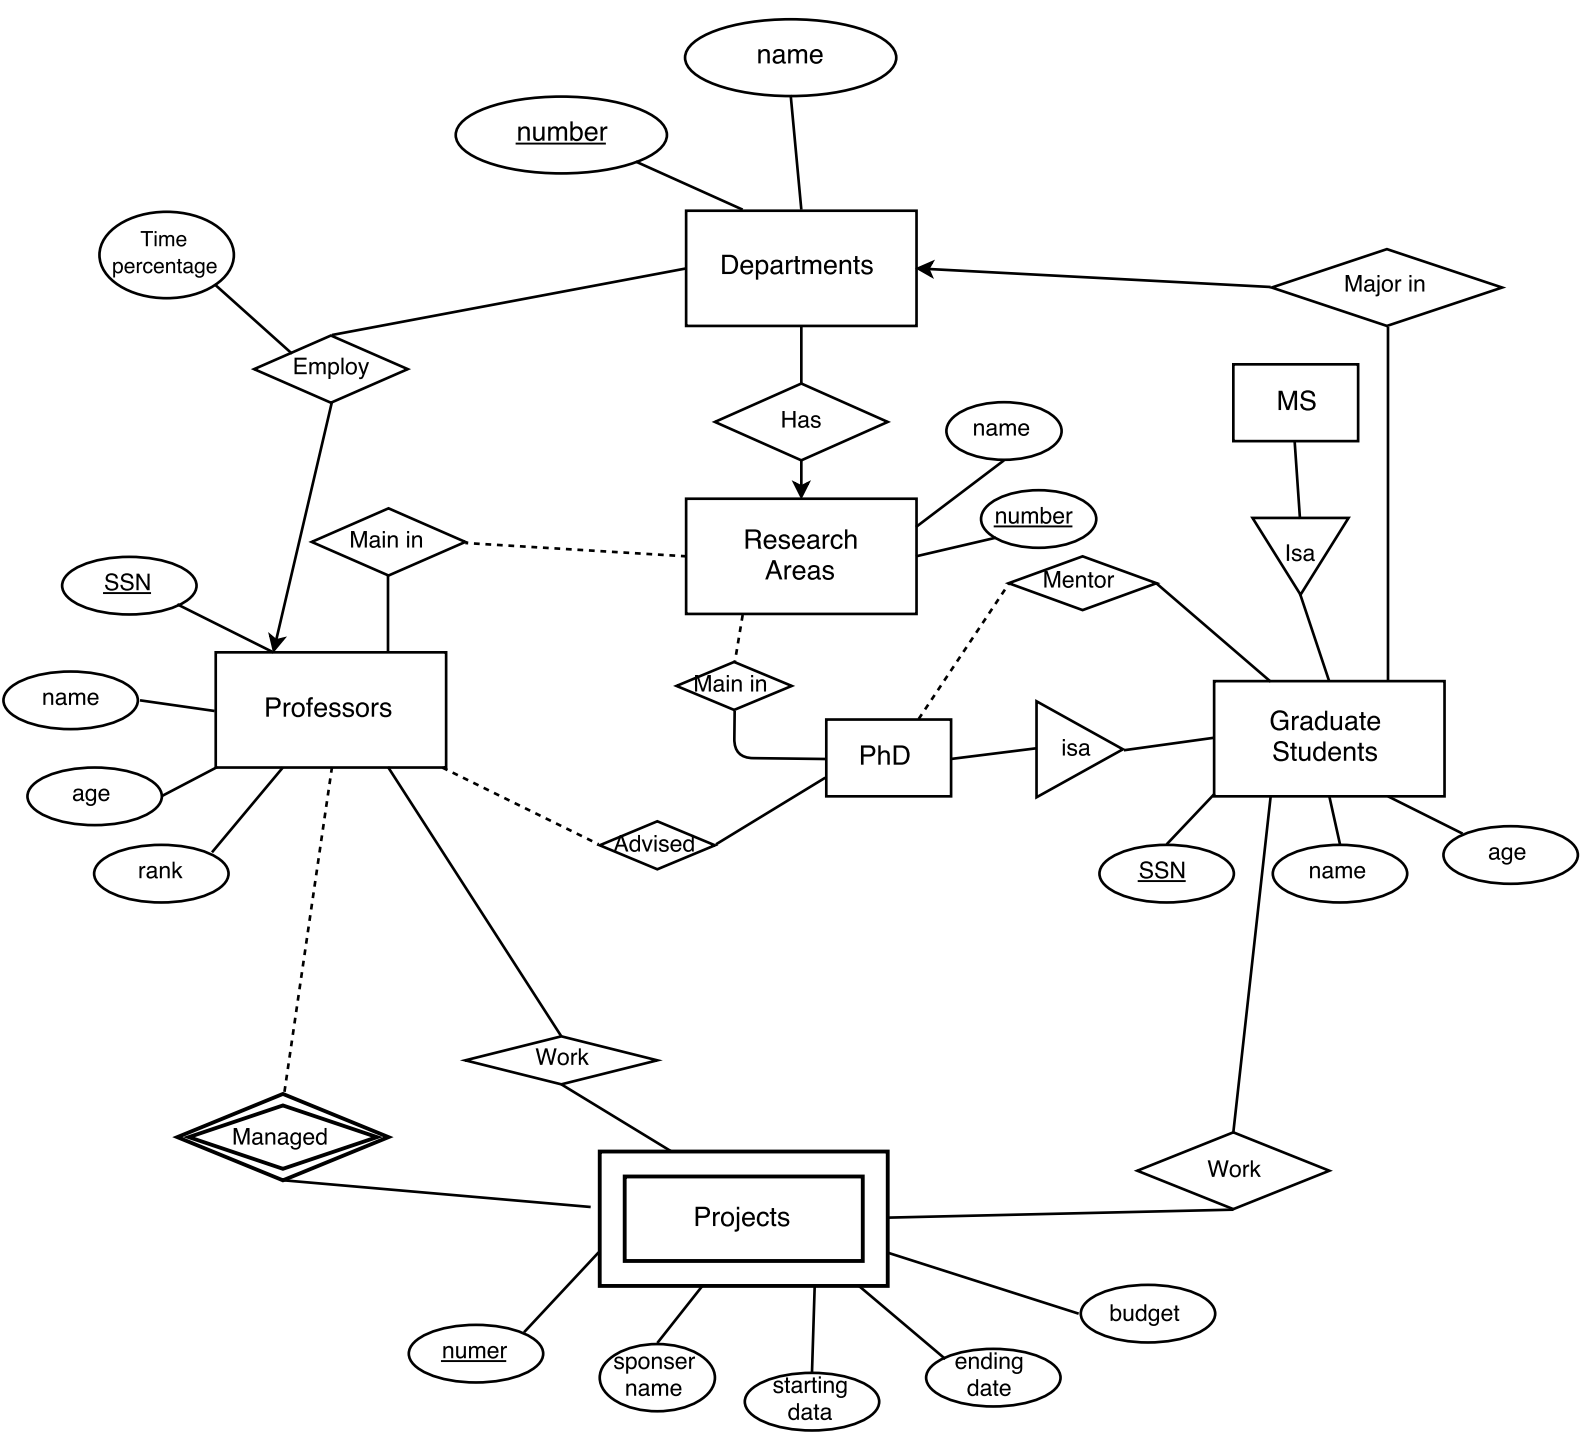 name
number
Time
percentage
Departments
Major in
Employ
MS
Has
name
number
Main in
Research
Areas
Isa
Mentor
SSN
name
Professors
Main in
PhD
isa
Graduate
Students
age
rank
Advised
SSN
name
age
Work
Managed
Work
Projects
numer
sponser
name
starting
data
ending
date
budget